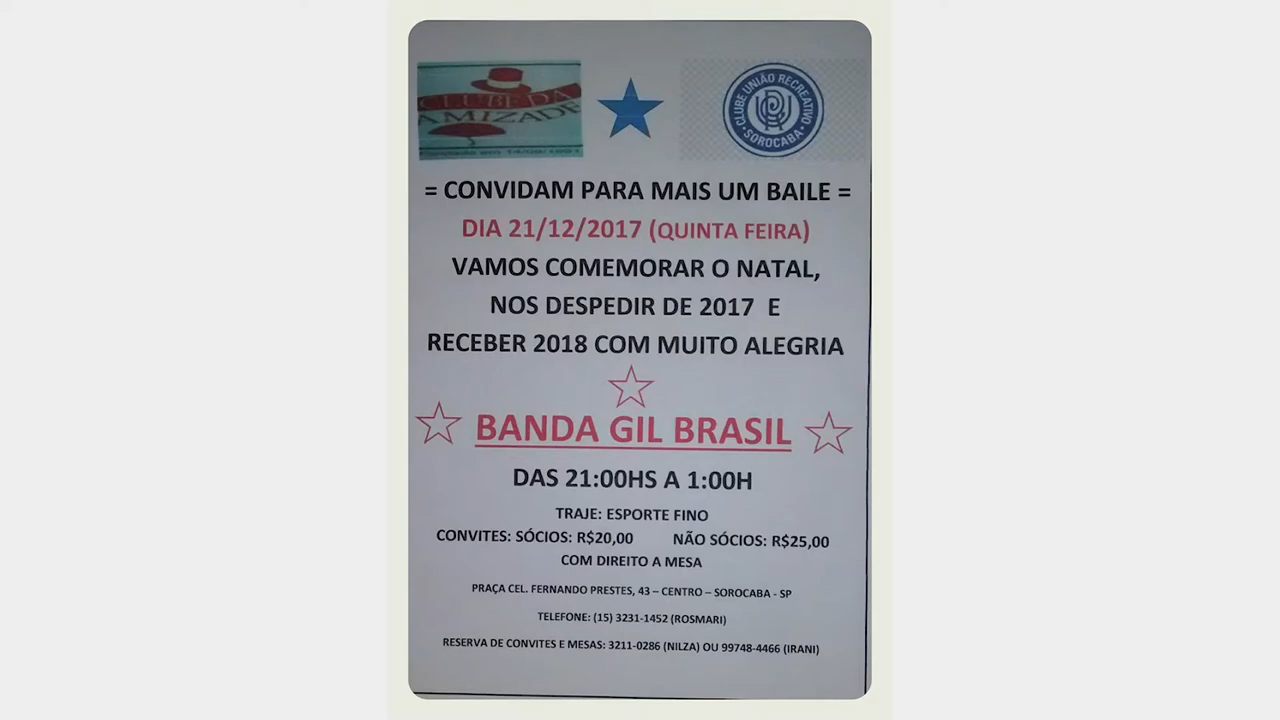 CLUBE DA
AMIZADE
CLUBE UNIÃO RECREATIVO
SOROCABA
= CONVIDAM PARA MAIS UM BAILE =
DIA 21/12/2017 (QUINTA FEIRA)
VAMOS COMEMORAR O NATAL,
NOS DESPEDIR DE 2017 E
RECEBER 2018 COM MUITO ALEGRIA
BANDA GIL BRASIL
DAS 21:00HS A 1:00H
TRAJE: ESPORTE FINO
CONVITES: SÓCIOS: R$20,00 NÃO SÓCIOS: R$25,00
COM DIREITO A MESA
PRAÇA CEL. FERNANDO PRESTES, 43 – CENTRO – SOROCABA - SP
TELEFONE: (15) 3231-1452 (ROSMARI)
RESERVA DE CONVITES E MESAS: 3211-0286 (NILZA) OU 99748-4466 (IRANI)